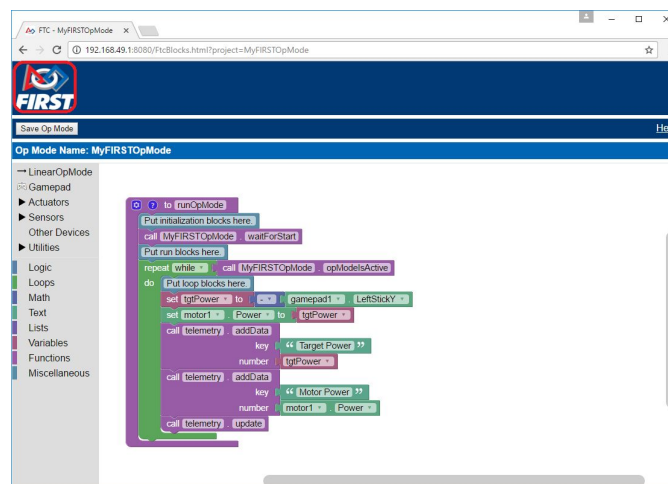 FTC - MyFIRSTOpMode
192.168.49.1:8080/FtcBlocks.html?project=MyFIRSTOpMode
FIRST
Save Op Mode
He
Op Mode Name: MyFIRSTOpMode
LinearOpMode
Gamepad
Actuators
Sensors
Other Devices
Utilities
Logic
Loops
Math
Text
Lists
Variables
Functions
Miscellaneous
to runOpMode
Put initialization blocks here.
call MyFIRSTOpMode . waitForStart
Put run blocks here.
repeat while call MyFIRSTOpMode . opModeIsActive
do Put loop blocks here.
set tgtPower to - gamepad1 . LeftStickY
set motor1 . Power to tgtPower
call telemetry . addData
key “ Target Power ”
number tgtPower
call telemetry . addData
key “ Motor Power ”
number motor1 . Power
call telemetry . update